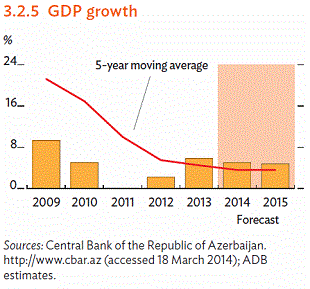 3.2.5 GDP growth
%
24
5-year moving average
16
8
0
2009 2010 2011 2012 2013 2014 2015
Forecast
Sources: Central Bank of the Republic of Azerbaijan.
http://www.cbar.az (accessed 18 March 2014); ADB
estimates.